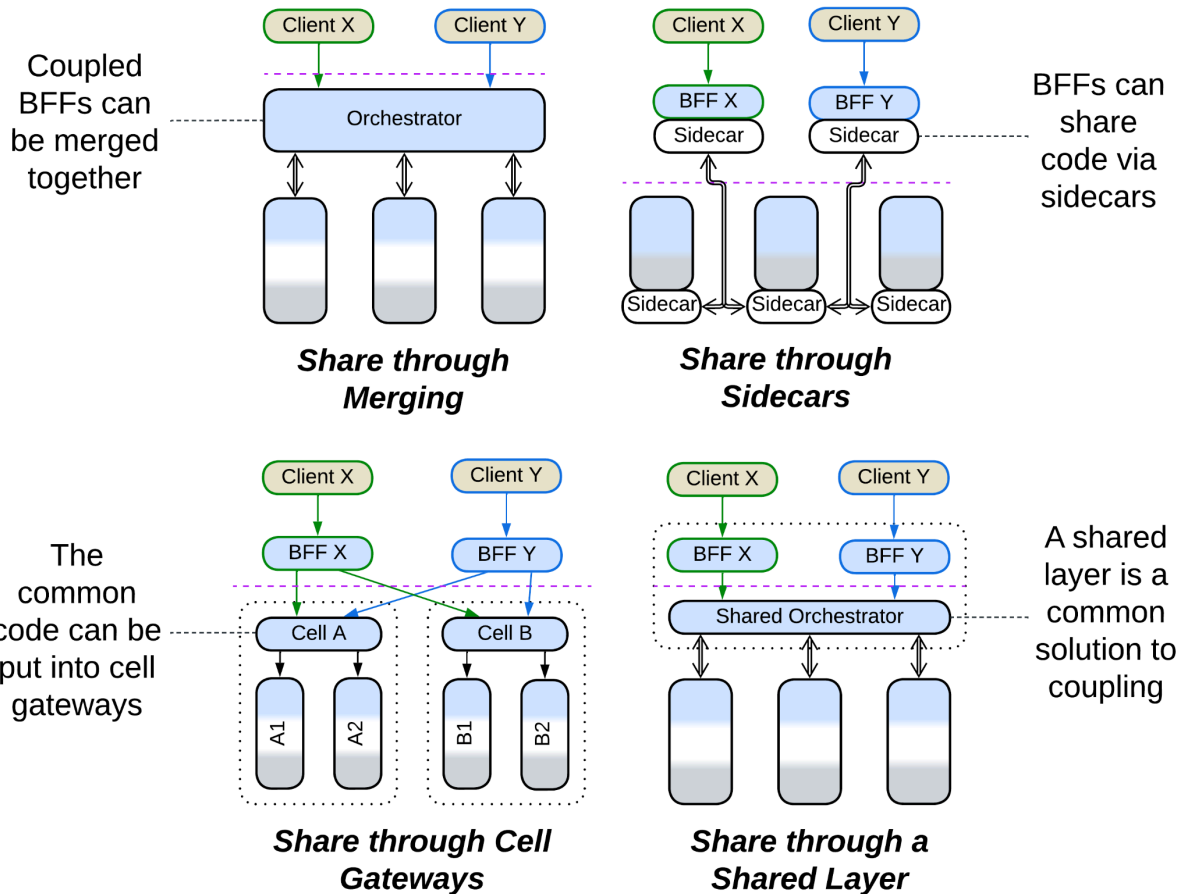 Client X
Client Y
Coupled
BFFs can
be merged
together
Orchestrator
Share through
Merging
Client X
Client Y
BFF X
BFF Y
Sidecar
Sidecar
BFFs can
share
code via
sidecars
Sidecar
Sidecar
Sidecar
Share through
Sidecars
Client X
Client Y
BFF X
BFF Y
The
common
code can be
put into cell
gateways
Cell A
Cell B
A1
A2
B1
B2
Share through Cell
Gateways
Client X
Client Y
BFF X
BFF Y
Shared Orchestrator
A shared
layer is a
common
solution to
coupling
Share through a
Shared Layer